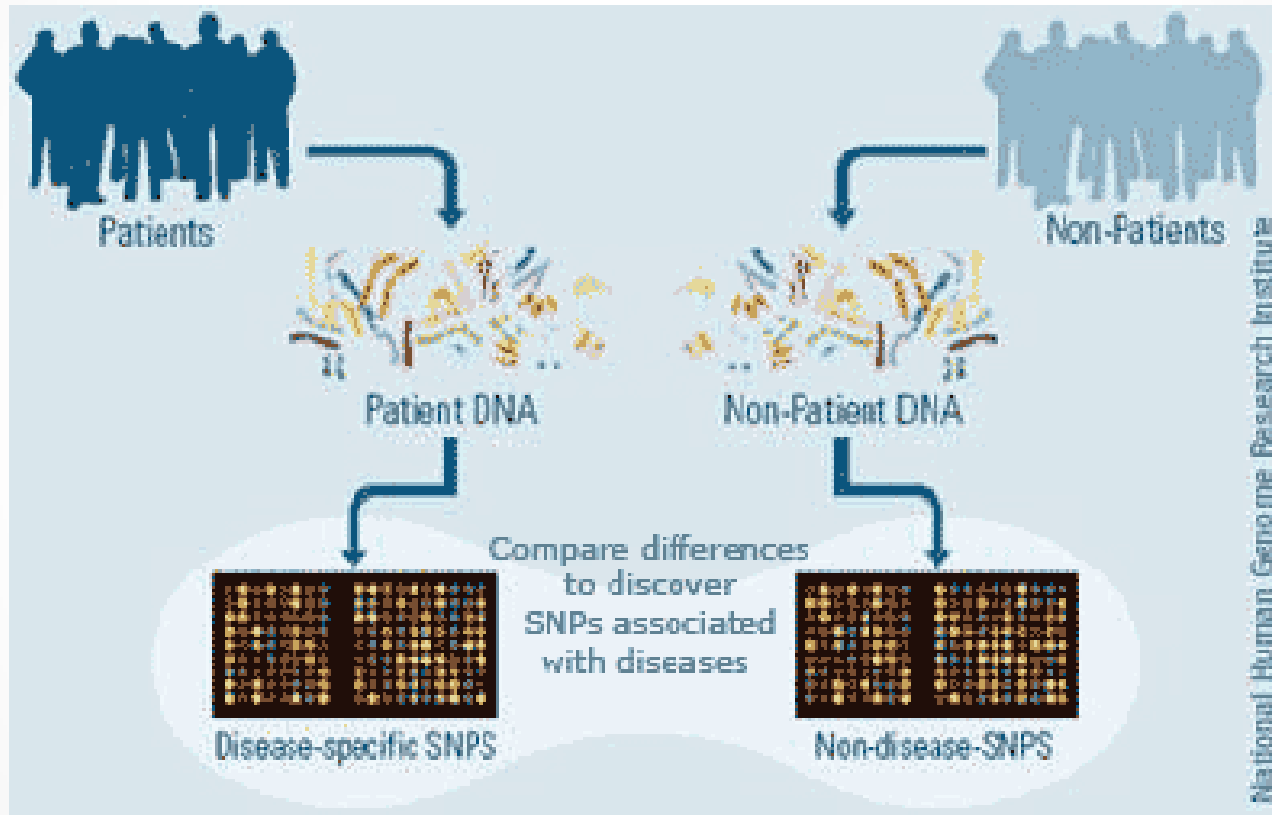 Patients
Non-Patients
Patient DNA
Non-Patient DNA
Compare differences
to discover
SNPs associated
with diseases
Disease-specific SNPS
Non-disease-SNPS
National Human Genome Research Institute